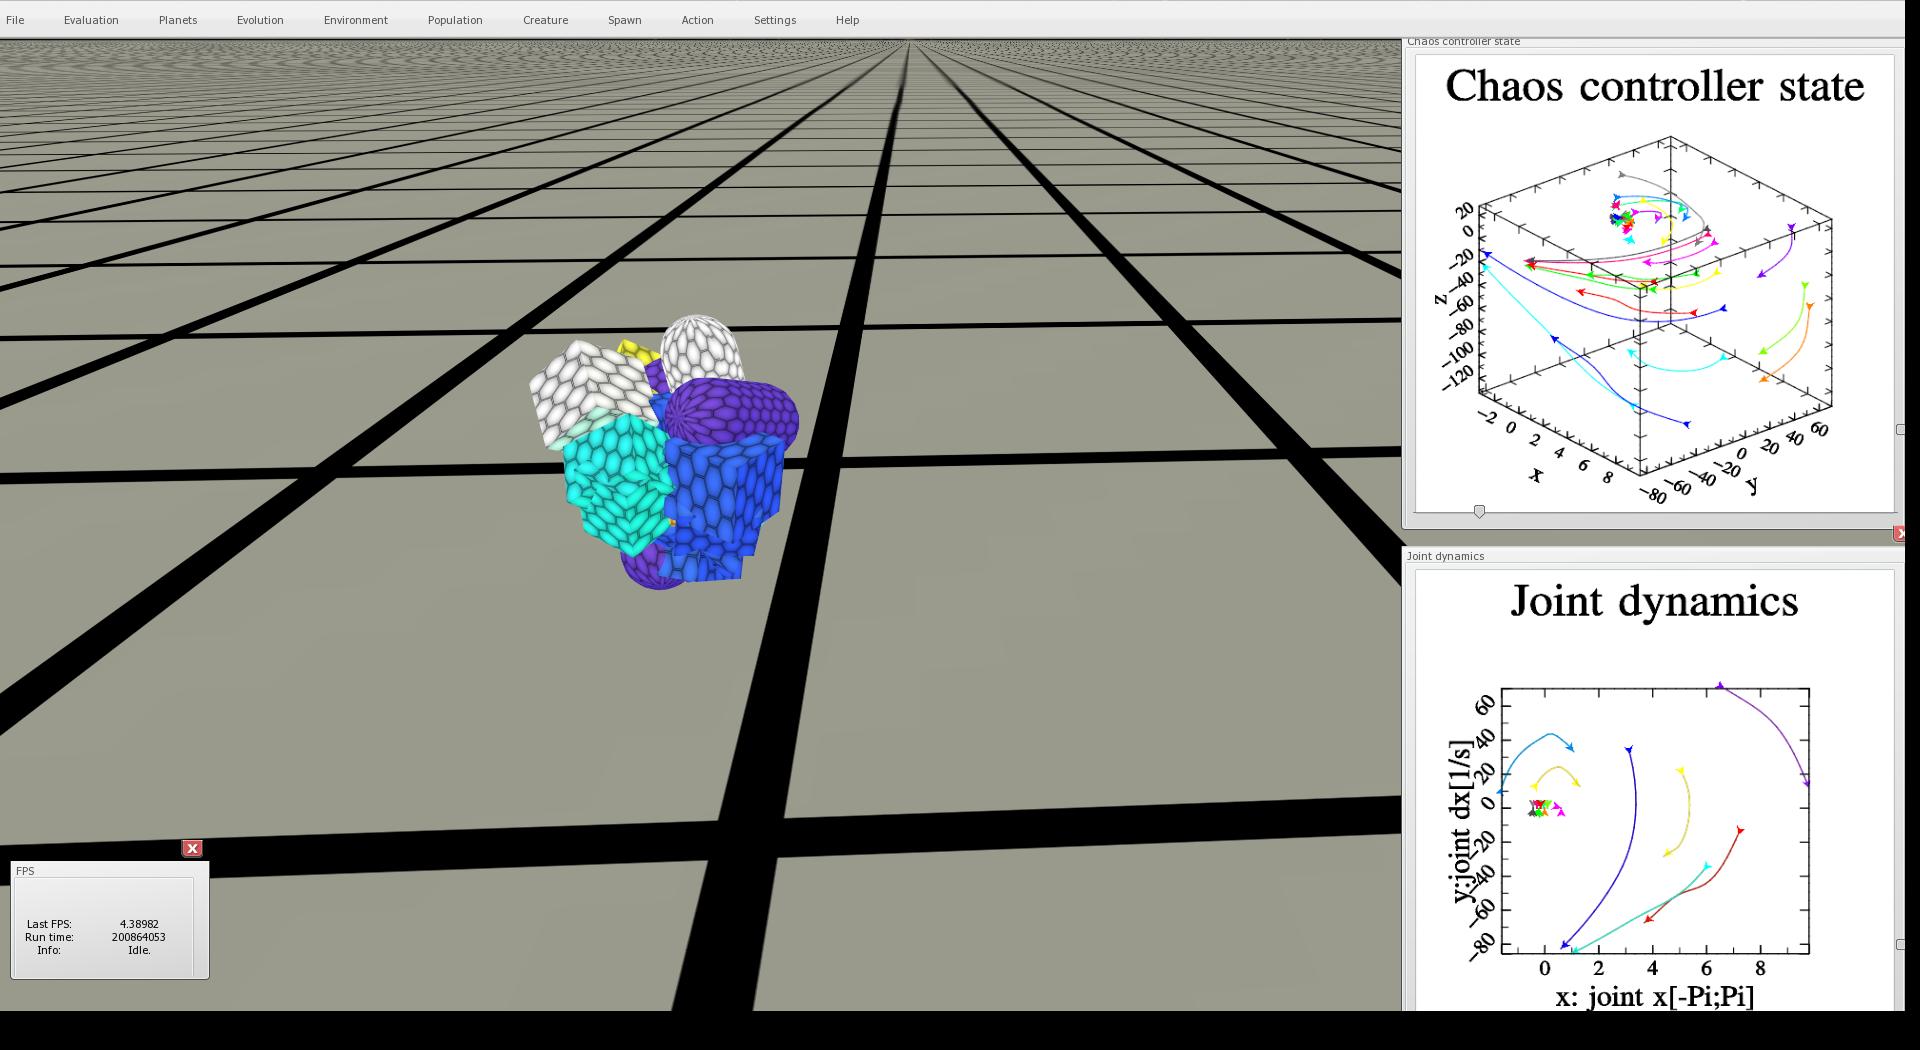 File Evaluation Planets Evolution Environment Population Creature Spawn Action Settings Help
Chaos controller state
Chaos controller state
20
0
−20
−40
−60
−80
−100
−120
z
−2 0 2 4 6 8
x
−80 −60 −40 −20 0 20 40 60
y
Joint dynamics
Joint dynamics
60
40
20
0
−20
−40
−60
−80
y:joint dx[1/s]
0 2 4 6 8
x: joint x[-Pi;Pi]
FPS
Last FPS: 4.38982
Run time: 200864053
Info: Idle.